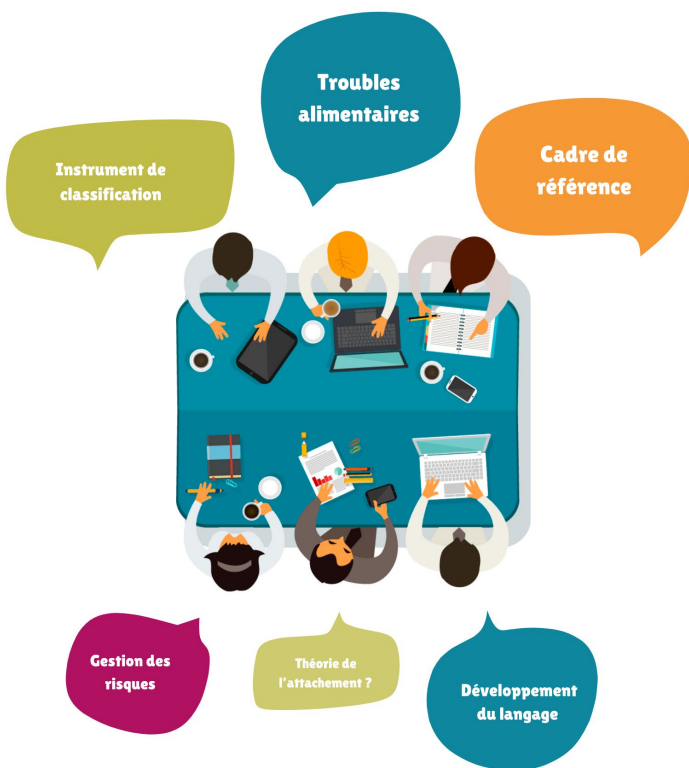 Troubles
alimentaires
Instrument de
classification
Cadre de
référence
Gestion des
risques
Théorie de
l'attachement ?
Développement
du langage